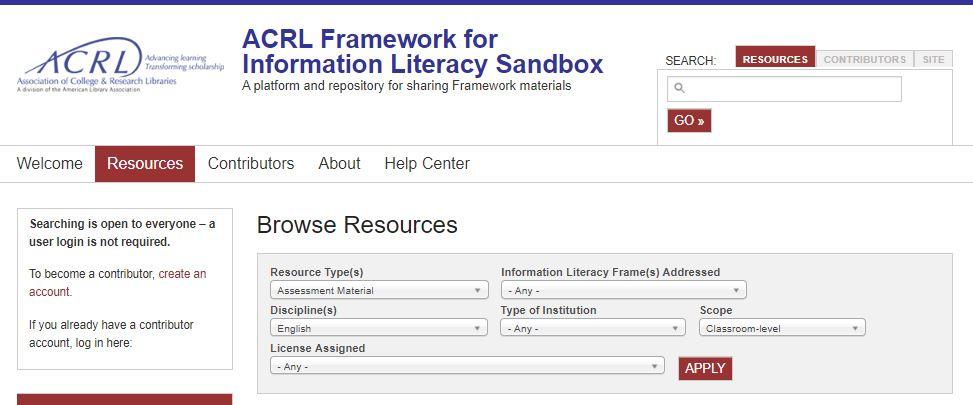 ACRL
Advancing learning
Transforming scholarship
Association of College & Research Libraries
A division of the American Library Association
ACRL Framework for
Information Literacy Sandbox
A platform and repository for sharing Framework materials
SEARCH: RESOURCES CONTRIBUTORS SITE
GO »
Welcome Resources Contributors About Help Center
Searching is open to everyone – a
user login is not required.
To become a contributor, create an
account.
If you already have a contributor
account, log in here:
Browse Resources
Resource Type(s) Information Literacy Frame(s) Addressed
Assessment Material - Any -
Discipline(s) Type of Institution Scope
English - Any - Classroom-level
License Assigned
- Any - APPLY